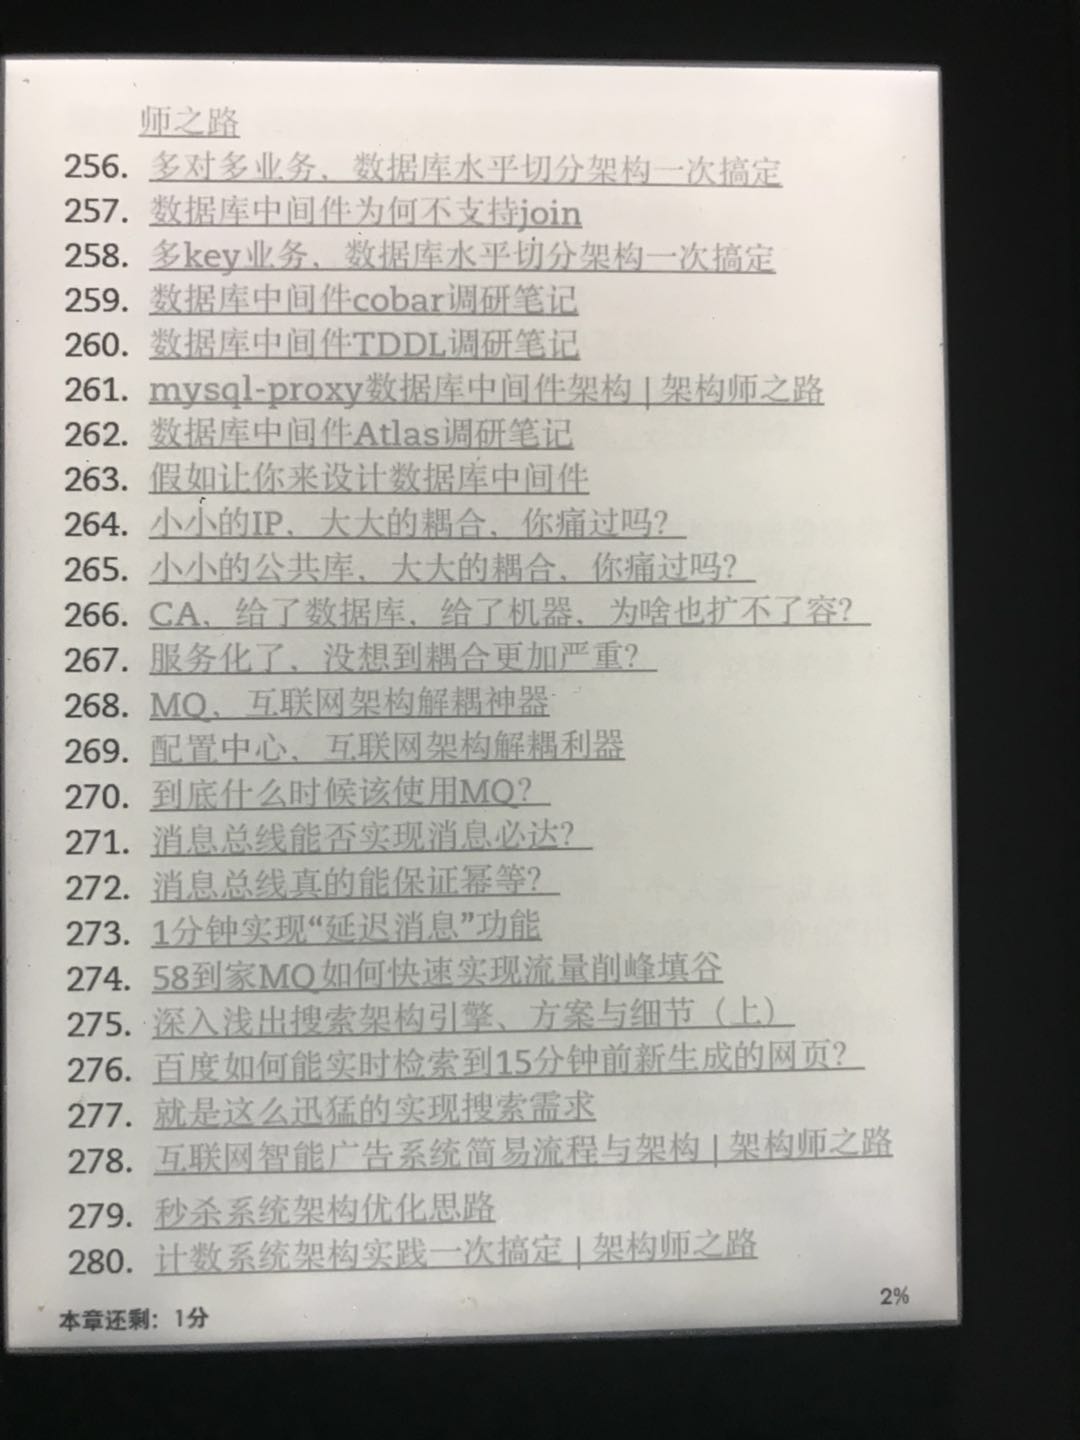 师之路
256. 多对多业务，数据库水平切分架构一次搞定
257. 数据库中间件为何不支持join
258. 多key业务，数据库水平切分架构一次搞定
259. 数据库中间件cobar调研笔记
260. 数据库中间件TDDL调研笔记
261. mysql-proxy数据库中间件架构 | 架构师之路
262. 数据库中间件Atlas调研笔记
263. 假如让你来设计数据库中间件
264. 小小的IP，大大的耦合，你痛过吗？
265. 小小的公共库，大大的耦合，你痛过吗？
266. CA，给了数据库，给了机器，为啥也扩不了容？
267. 服务化了，没想到耦合更加严重？
268. MQ，互联网架构解耦神器
269. 配置中心，互联网架构解耦利器
270. 到底什么时候该使用MQ？
271. 消息总线能否实现消息必达？
272. 消息总线真的能保证幂等？
273. 1分钟实现“延迟消息”功能
274. 58到家MQ如何快速实现流量削峰填谷
275. 深入浅出搜索架构引擎、方案与细节（上）
276. 百度如何能实时检索到15分钟前新生成的网页？
277. 就是这么迅猛的实现搜索需求
278. 互联网智能广告系统简易流程与架构 | 架构师之路
279. 秒杀系统架构优化思路
280. 计数系统架构实践一次搞定 | 架构师之路
本章还剩：1分 2%